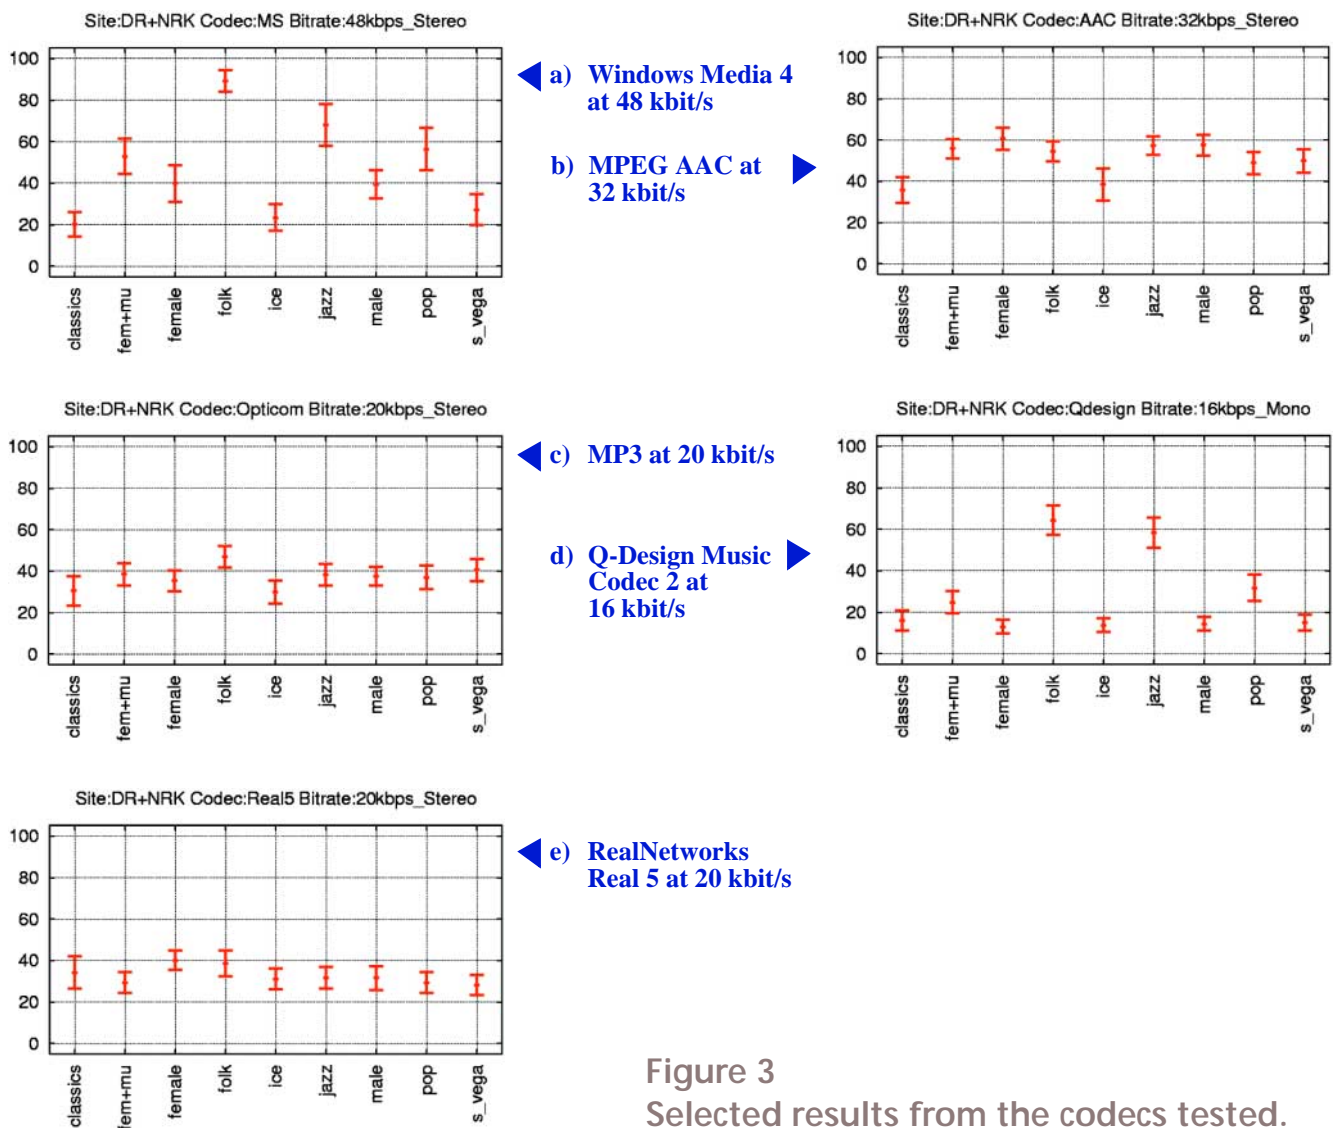 Site:DR+NRK Codec:MS Bitrate:48kbps_Stereo
100
80
60
40
20
0
classics
fem+mu
female
folk
ice
jazz
male
pop
s_vega
a) Windows Media 4
at 48 kbit/s
b) MPEG AAC at
32 kbit/s
Site:DR+NRK Codec:AAC Bitrate:32kbps_Stereo
100
80
60
40
20
0
classics
fem+mu
female
folk
ice
jazz
male
pop
s_vega
Site:DR+NRK Codec:Opticom Bitrate:20kbps_Stereo
100
80
60
40
20
0
classics
fem+mu
female
folk
ice
jazz
male
pop
s_vega
c) MP3 at 20 kbit/s
d) Q-Design Music
Codec 2 at
16 kbit/s
Site:DR+NRK Codec:Qdesign Bitrate:16kbps_Mono
100
80
60
40
20
0
classics
fem+mu
female
folk
ice
jazz
male
pop
s_vega
Site:DR+NRK Codec:Real5 Bitrate:20kbps_Stereo
100
80
60
40
20
0
classics
fem+mu
female
folk
ice
jazz
male
pop
s_vega
e) RealNetworks
Real 5 at 20 kbit/s
Figure 3
Selected results from the codecs tested.